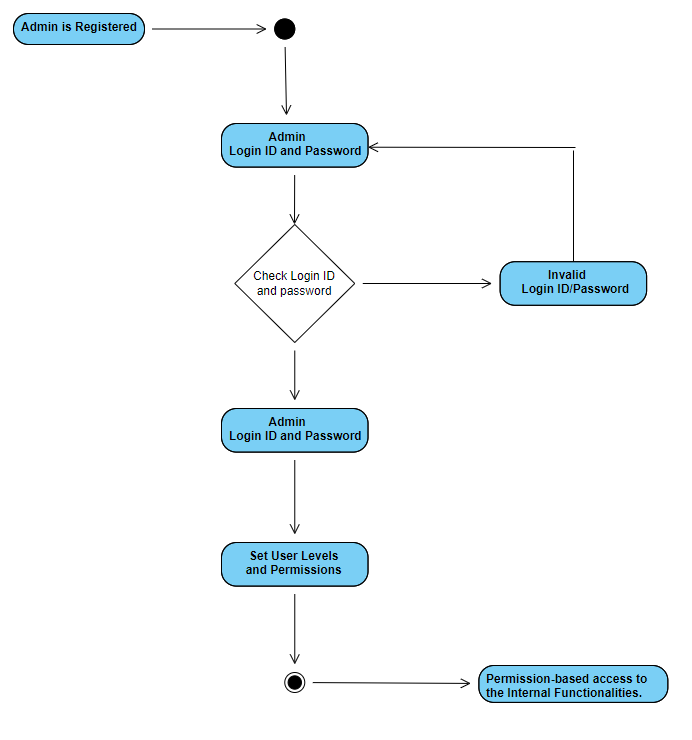 Admin is Registered
Admin
Login ID and Password
Check Login ID
and password
Invalid
Login ID/Password
Admin
Login ID and Password
Set User Levels
and Permissions
Permission-based access to
the Internal Functionalities.